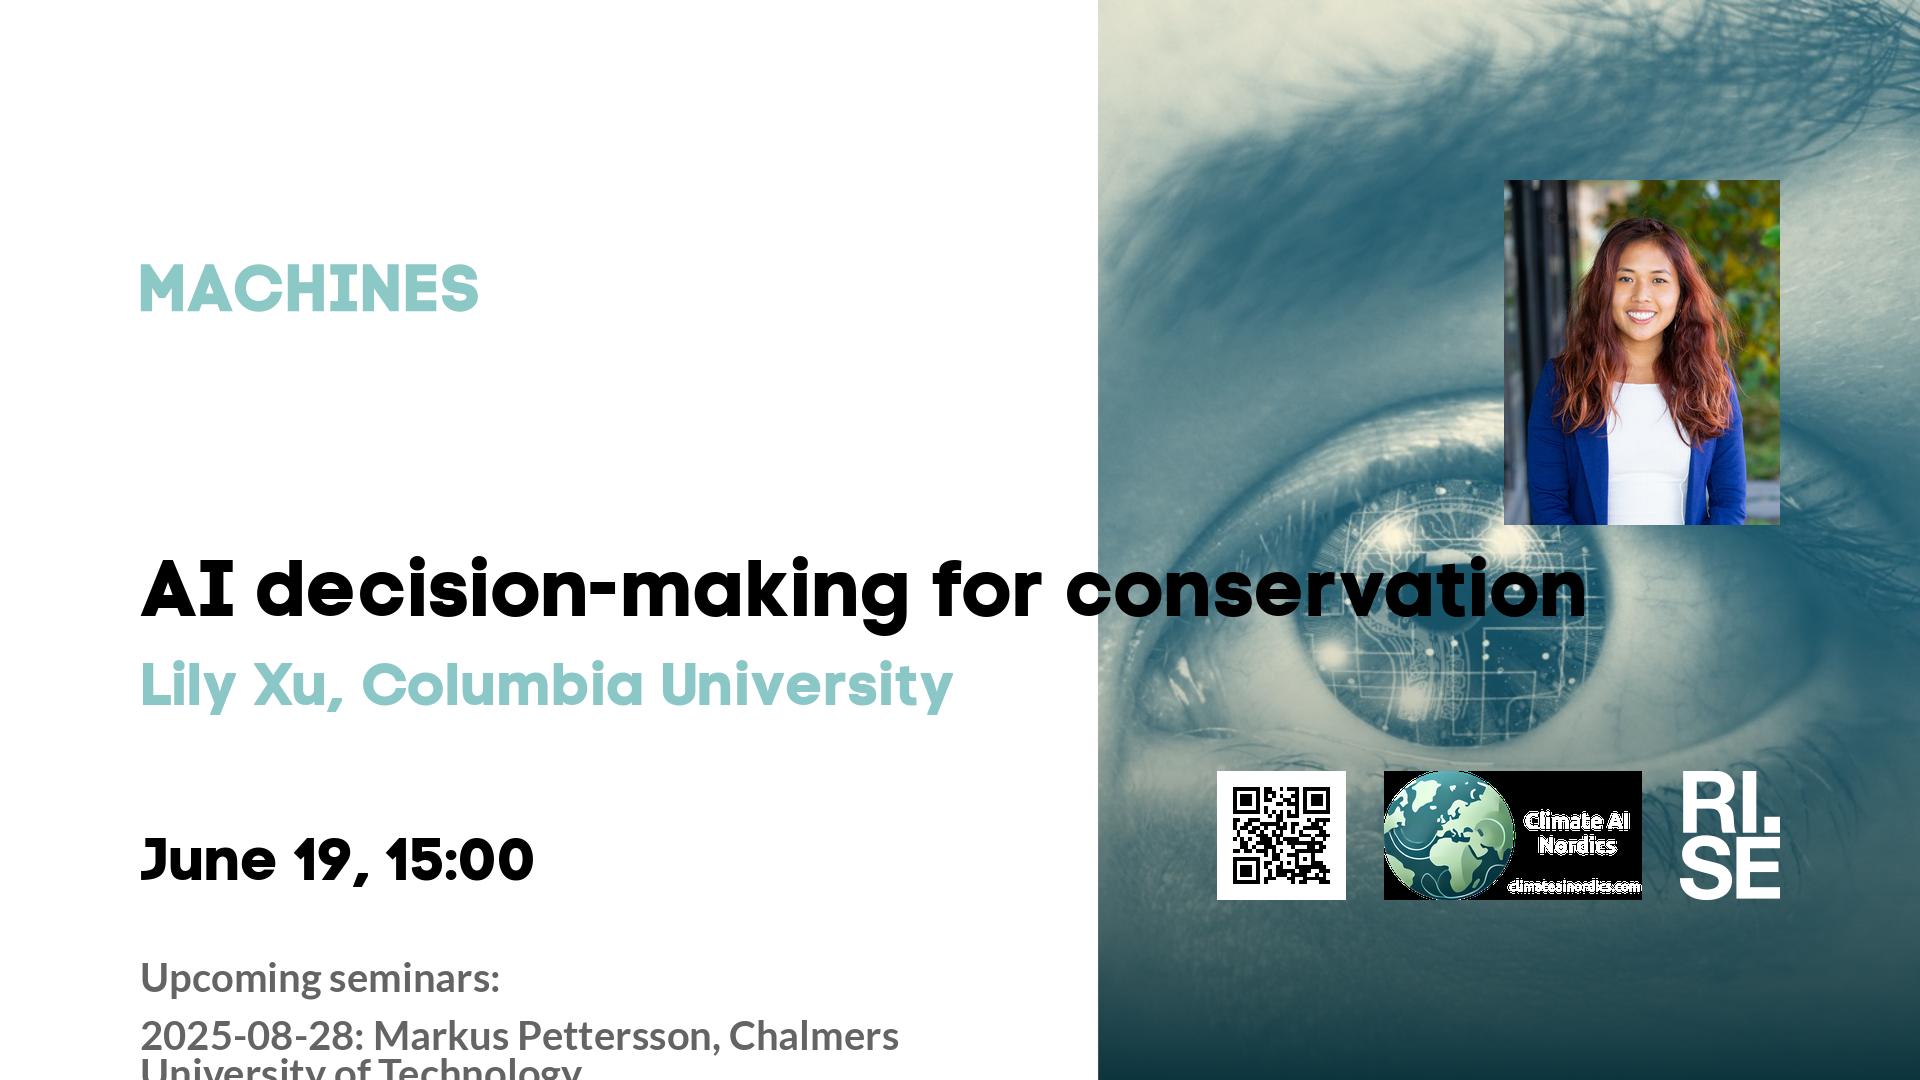 MACHINES
AI decision-making for conservation
Lily Xu, Columbia University
June 19, 15:00
Climate AI
Nordics
climateainordics.com
RI.
SE
Upcoming seminars:
2025-08-28: Markus Pettersson, Chalmers
University of Technology